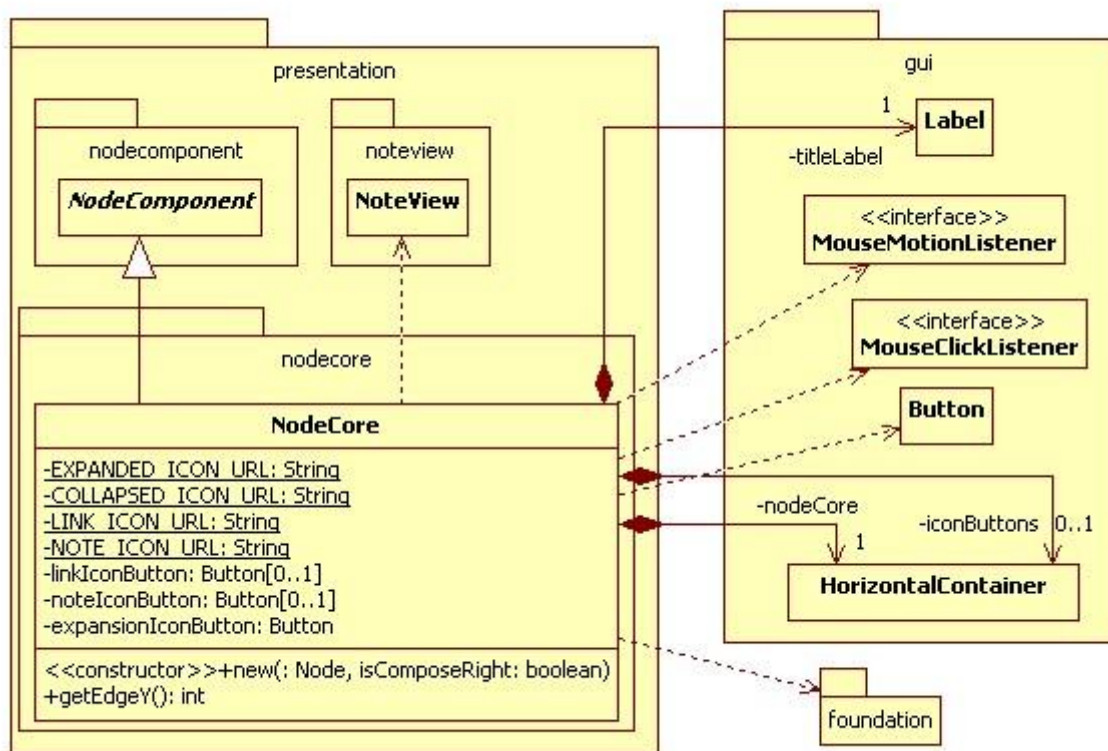 presentation
nodecomponent
NodeComponent
noteview
NoteView
nodecore
NodeCore
-EXPANDED_ICON_URL: String
-COLLAPSED_ICON_URL: String
-LINK_ICON_URL: String
-NOTE_ICON_URL: String
-linkIconButton: Button[0..1]
-noteIconButton: Button[0..1]
-expansionIconButton: Button
<<constructor>>+new(: Node, isComposeRight: boolean)
+getEdgeY(): int
gui
1
Label
-titleLabel
<<interface>>
MouseMotionListener
<<interface>>
MouseClickListener
Button
-nodeCore
-iconButtons 0..1
1
HorizontalContainer
foundation